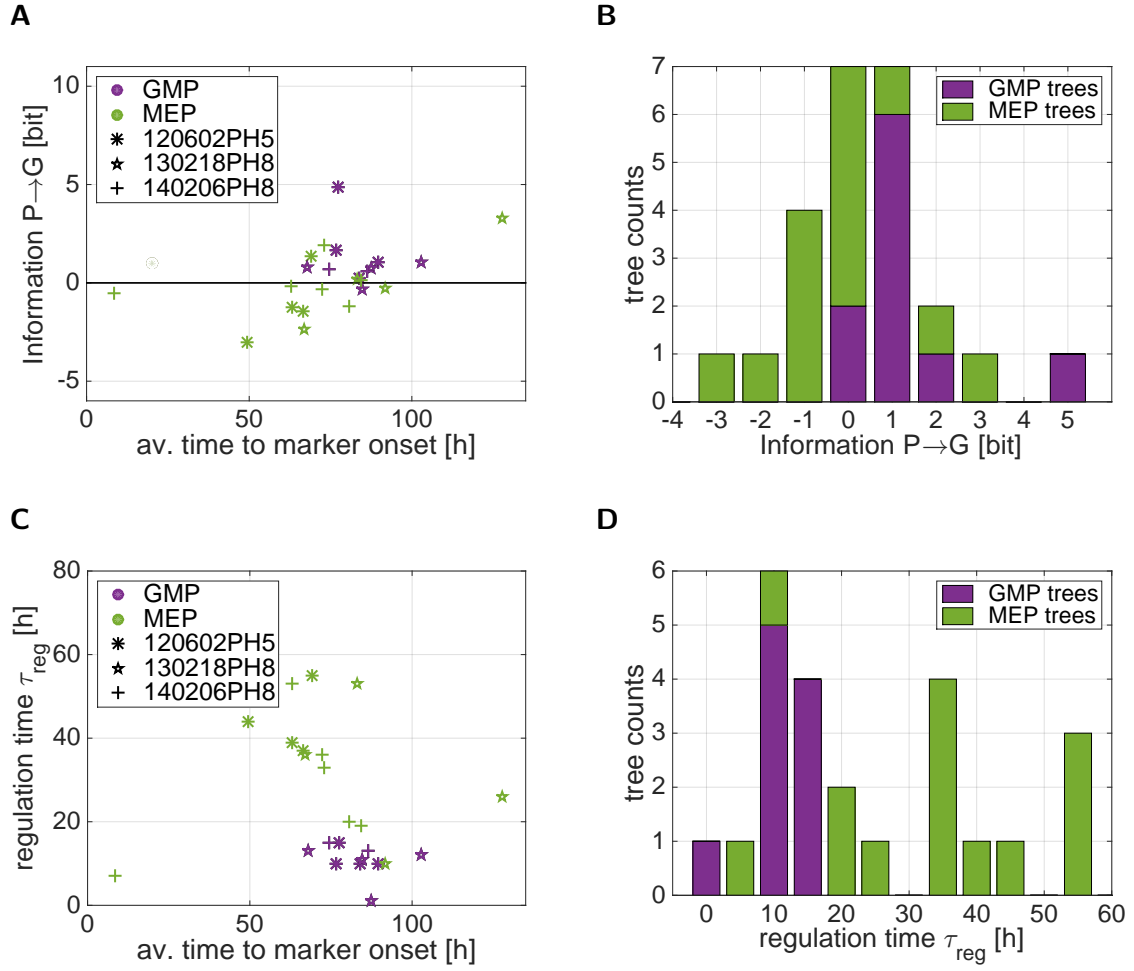 A
Information P→G [bit]
10
5
0
-5
GMP
MEP
120602PH5
130218PH8
140206PH8
0 50 100
av. time to marker onset [h]
B
tree counts
7
6
5
4
3
2
1
0
GMP trees
MEP trees
-4 -3 -2 -1 0 1 2 3 4 5
Information P→G [bit]
C
regulation time τreg [h]
80
60
40
20
0
GMP
MEP
120602PH5
130218PH8
140206PH8
0 50 100
av. time to marker onset [h]
D
tree counts
6
5
4
3
2
1
0
GMP trees
MEP trees
0 10 20 30 40 50 60
regulation time τreg [h]